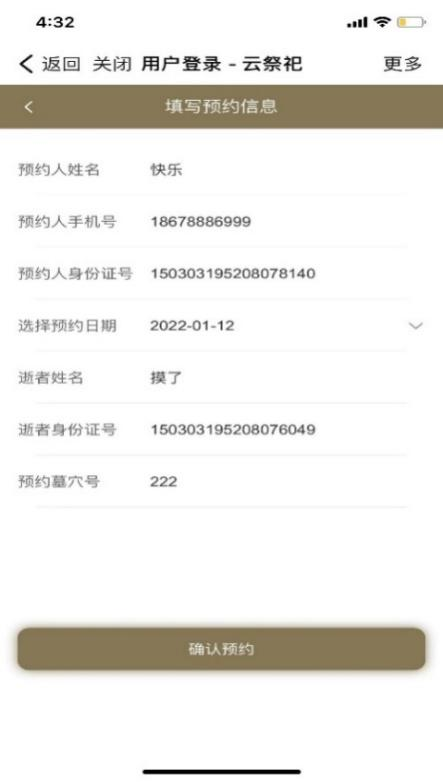 4:32
返回 关闭 用户登录 - 云祭祀 更多
填写预约信息
预约人姓名 快乐
预约人手机号 18678886999
预约人身份证号 150303195208078140
选择预约日期 2022-01-12
逝者姓名 摸了
逝者身份证号 150303195208076049
预约墓穴号 222
确认预约